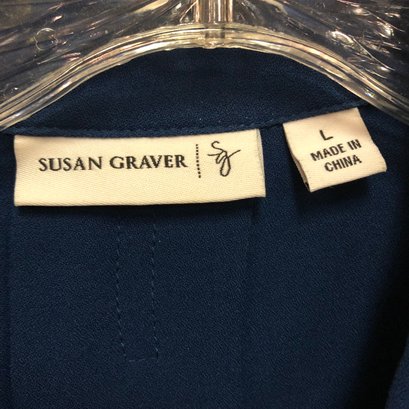 SUSAN GRAVER
sg
L
MADE IN
CHINA